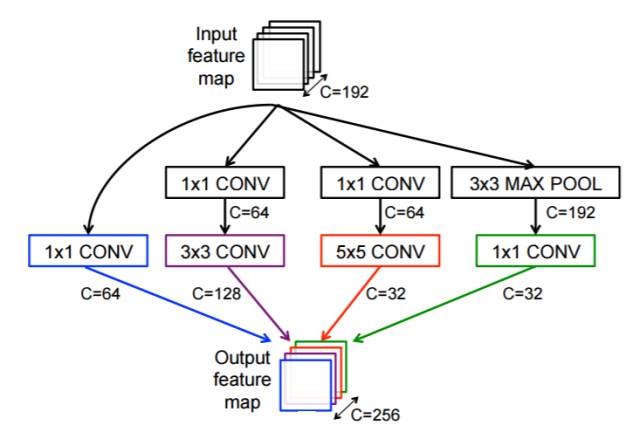 Input
feature
map
C=192
1x1 CONV
1x1 CONV
3x3 MAX POOL
C=64
C=64
C=192
1x1 CONV
3x3 CONV
5x5 CONV
1x1 CONV
C=64
C=128
C=32
C=32
Output
feature
map
C=256